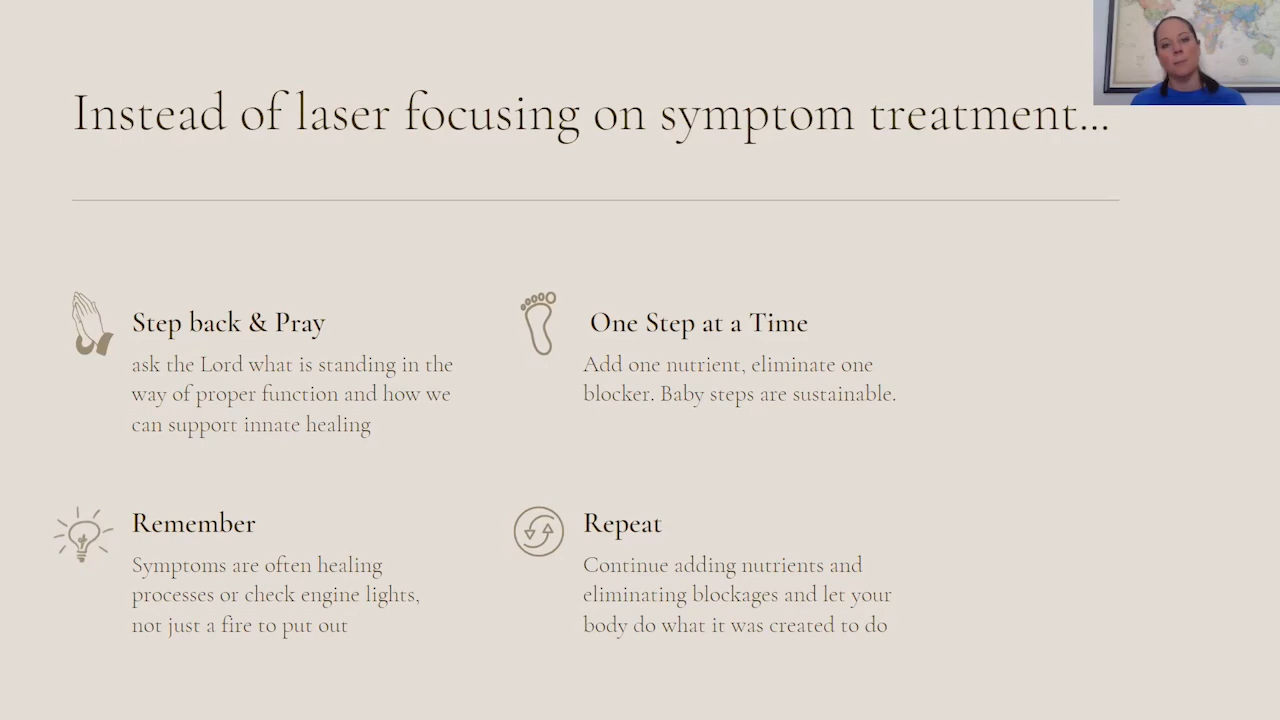 Instead of laser focusing on symptom treatment...
Step back & Pray
ask the Lord what is standing in the
way of proper function and how we
can support innate healing
One Step at a Time
Add one nutrient, eliminate one
blocker. Baby steps are sustainable.
Remember
Symptoms are often healing
processes or check engine lights,
not just a fire to put out
Repeat
Continue adding nutrients and
eliminating blockages and let your
body do what it was created to do